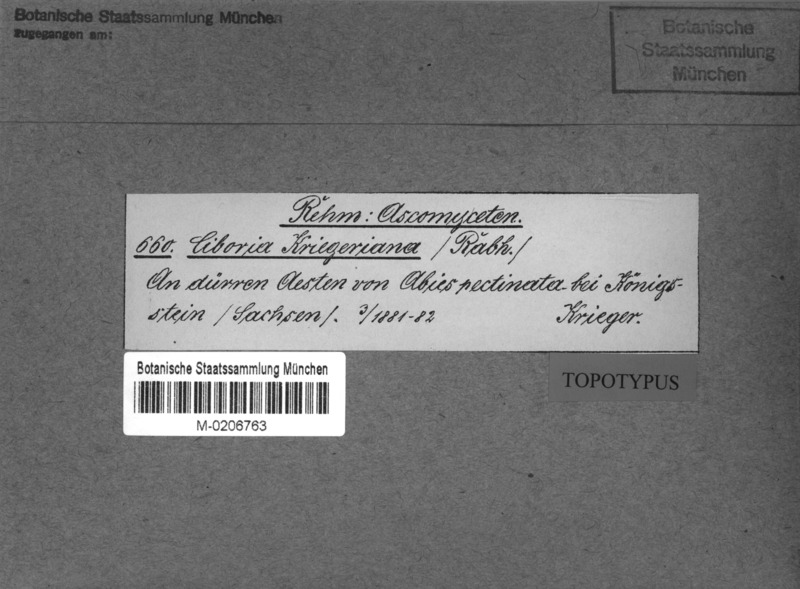 Botanische Staatssammlung München
zugegangen am:
Botanische
Staatssammlung
München
Rehm: Ascomyceten.
660. Ciboria Kriegeriana /Rabh./
An dürren Aesten von Abies pectinata bei Königs-
stein /Sachsen/. 3/1881-82 Krieger.
Botanische Staatssammlung München
M-0206763
TOPOTYPUS